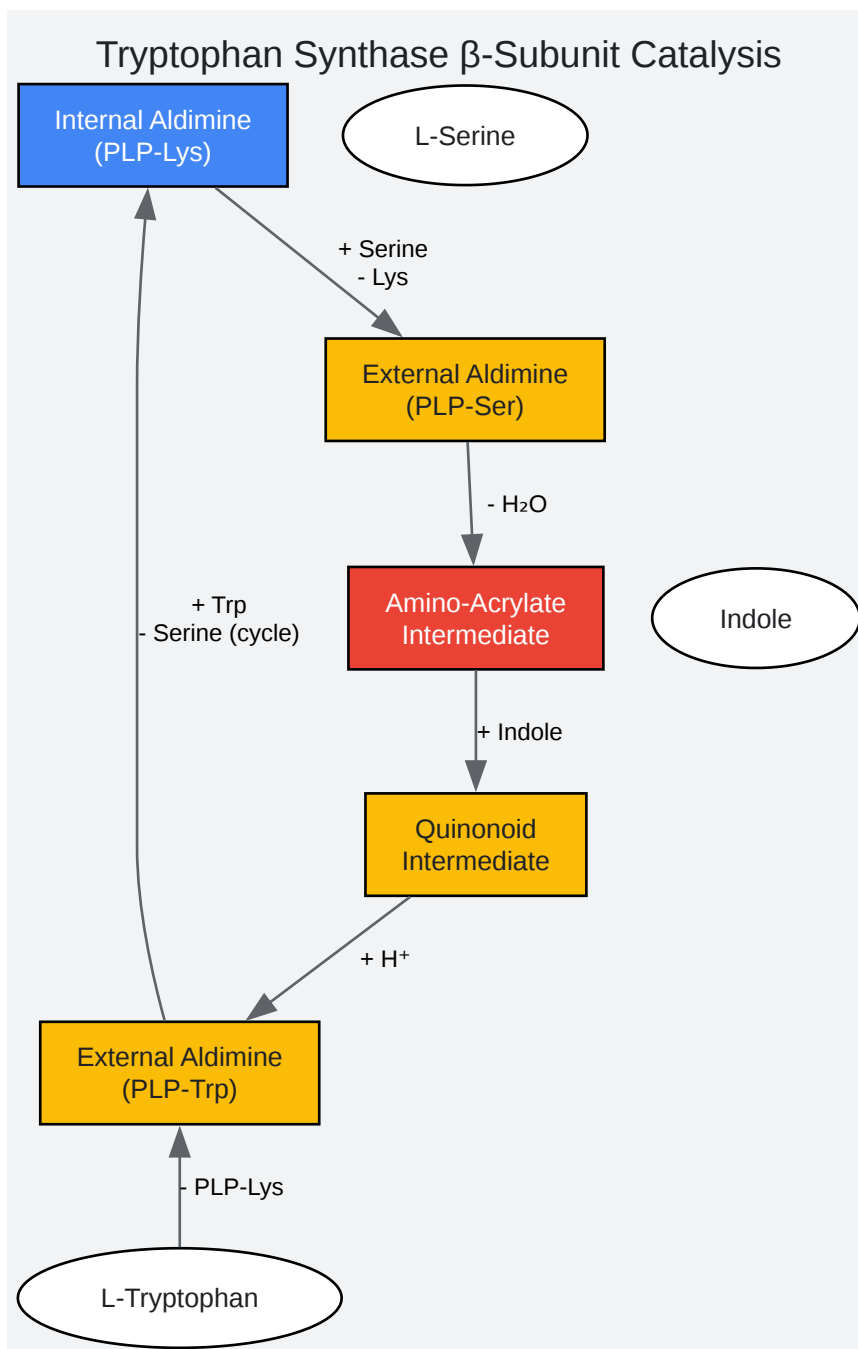 Tryptophan Synthase β-Subunit Catalysis
Internal Aldimine
(PLP-Lys)
L-Serine
+ Serine
- Lys
External Aldimine
(PLP-Ser)
- H₂O
Amino-Acrylate
Intermediate
Indole
+ Trp
- Serine (cycle)
+ Indole
Quinonoid
Intermediate
+ H⁺
External Aldimine
(PLP-Trp)
- PLP-Lys
L-Tryptophan